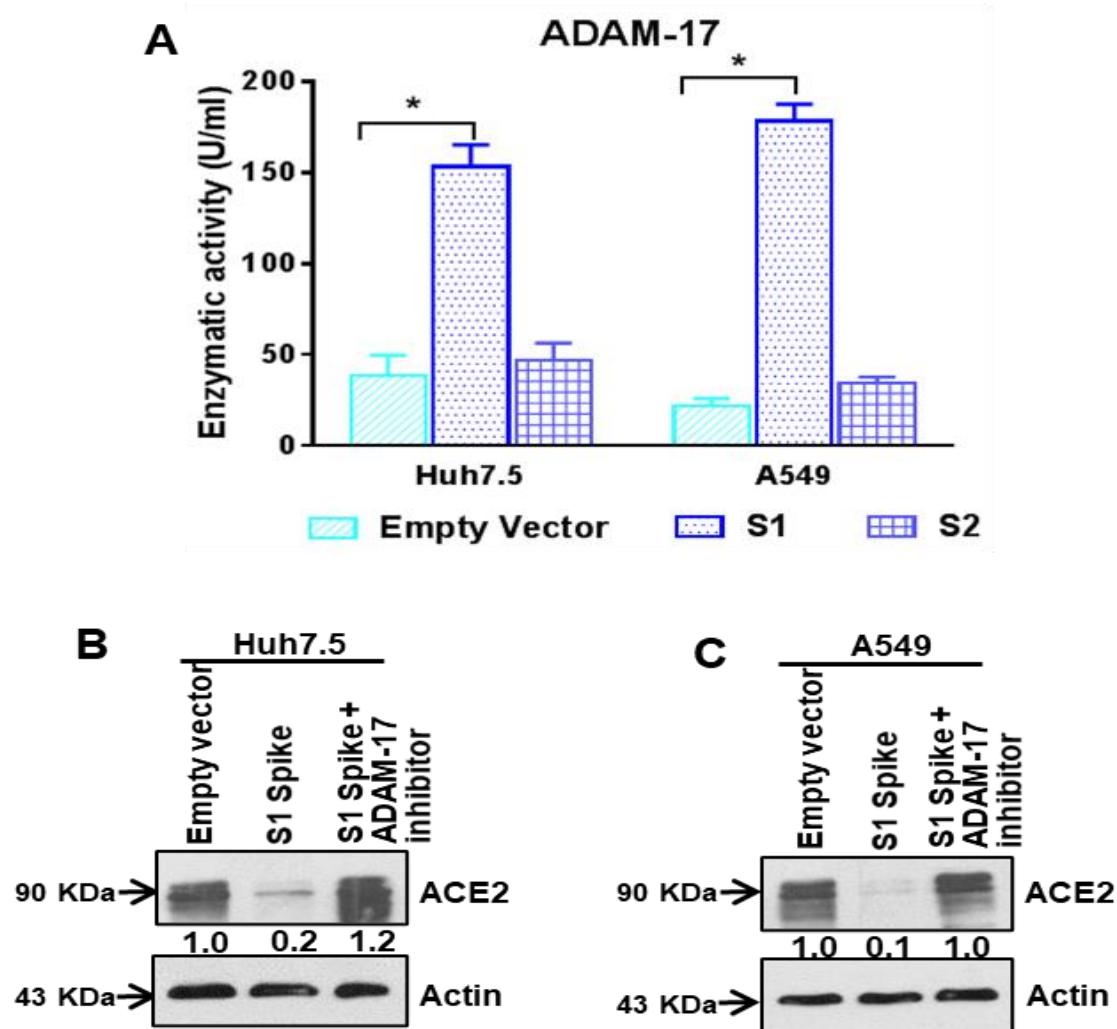 A
ADAM-17
Enzymatic activity (U/ml)
200
150
100
50
0
*
*
Huh7.5
A549
Empty Vector
S1
S2
B
Huh7.5
Empty vector
S1 Spike
S1 Spike +
ADAM-17
inhibitor
90 KDa
ACE2
1.0 0.2 1.2
43 KDa
Actin
C
A549
Empty vector
S1 Spike
S1 Spike +
ADAM-17
inhibitor
90 KDa
ACE2
1.0 0.1 1.0
43 KDa
Actin